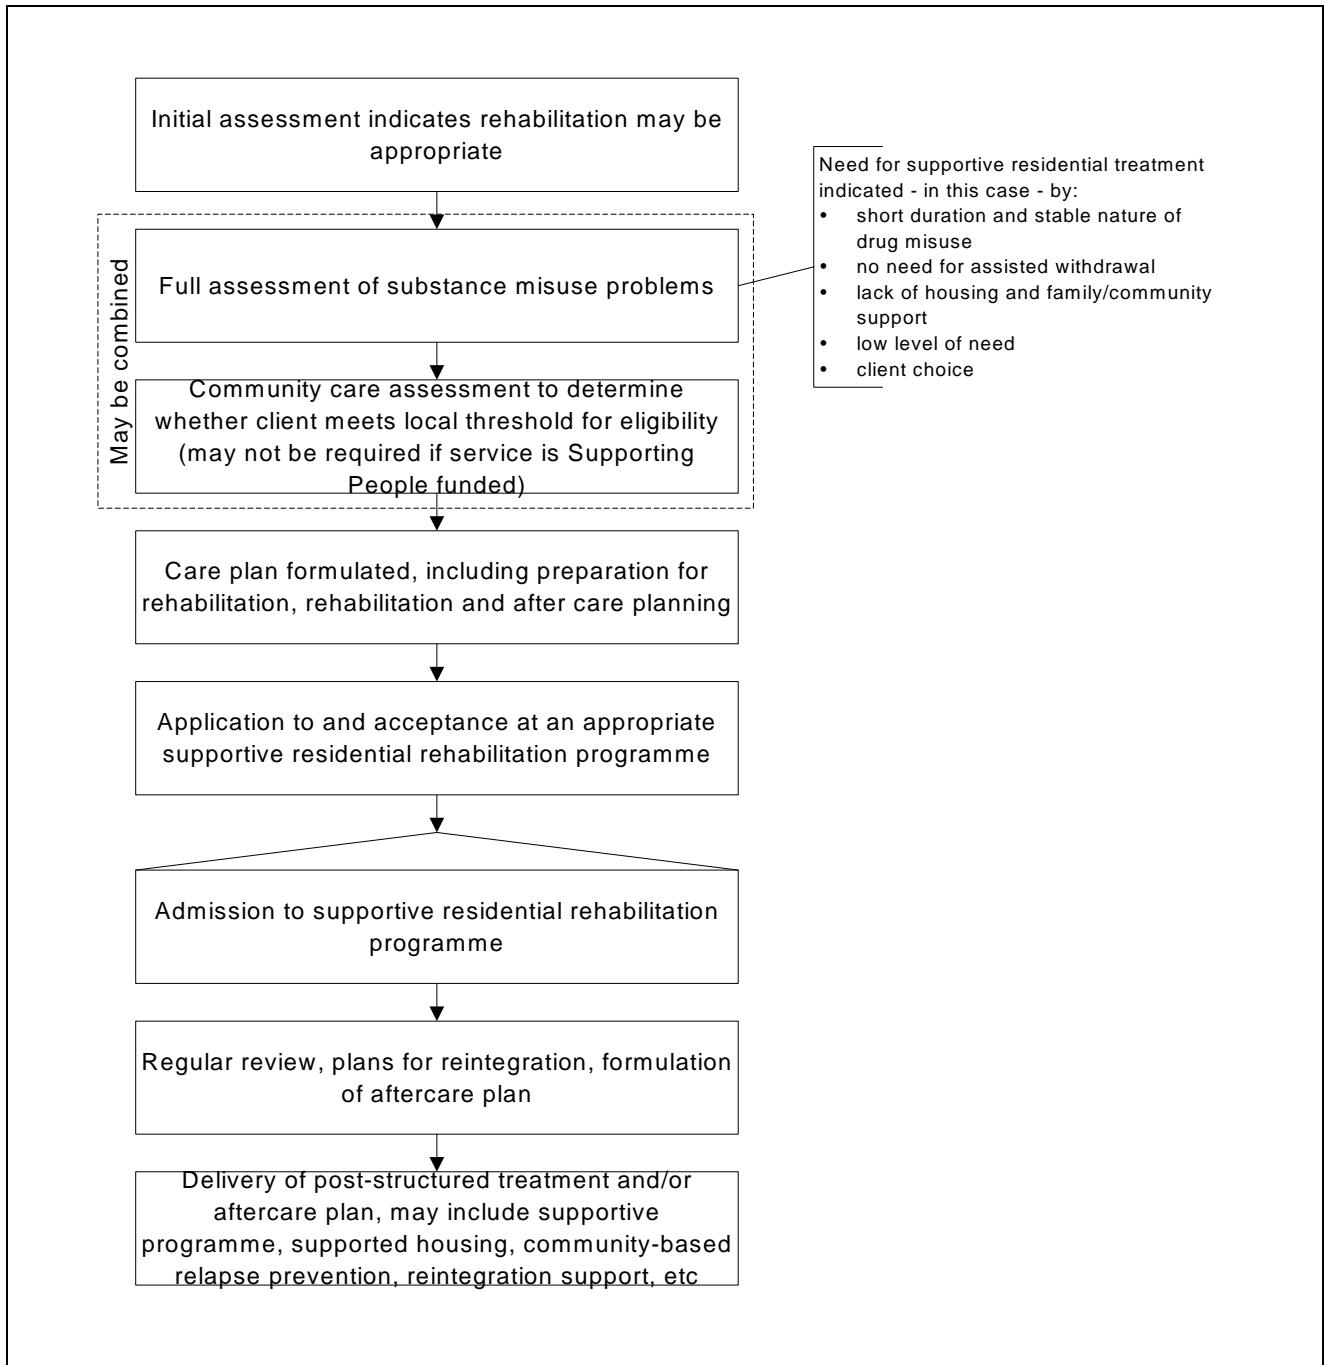 Initial assessment indicates rehabilitation may be
appropriate
Need for supportive residential treatment
indicated - in this case - by:
• short duration and stable nature of
drug misuse
• no need for assisted withdrawal
• lack of housing and family/community
support
• low level of need
• client choice
May be combined
Full assessment of substance misuse problems
Community care assessment to determine
whether client meets local threshold for eligibility
(may not be required if service is Supporting
People funded)
Care plan formulated, including preparation for
rehabilitation, rehabilitation and after care planning
Application to and acceptance at an appropriate
supportive residential rehabilitation programme
Admission to supportive residential rehabilitation
programme
Regular review, plans for reintegration, formulation
of aftercare plan
Delivery of post-structured treatment and/or
aftercare plan, may include supportive
programme, supported housing, community-based
relapse prevention, reintegration support, etc